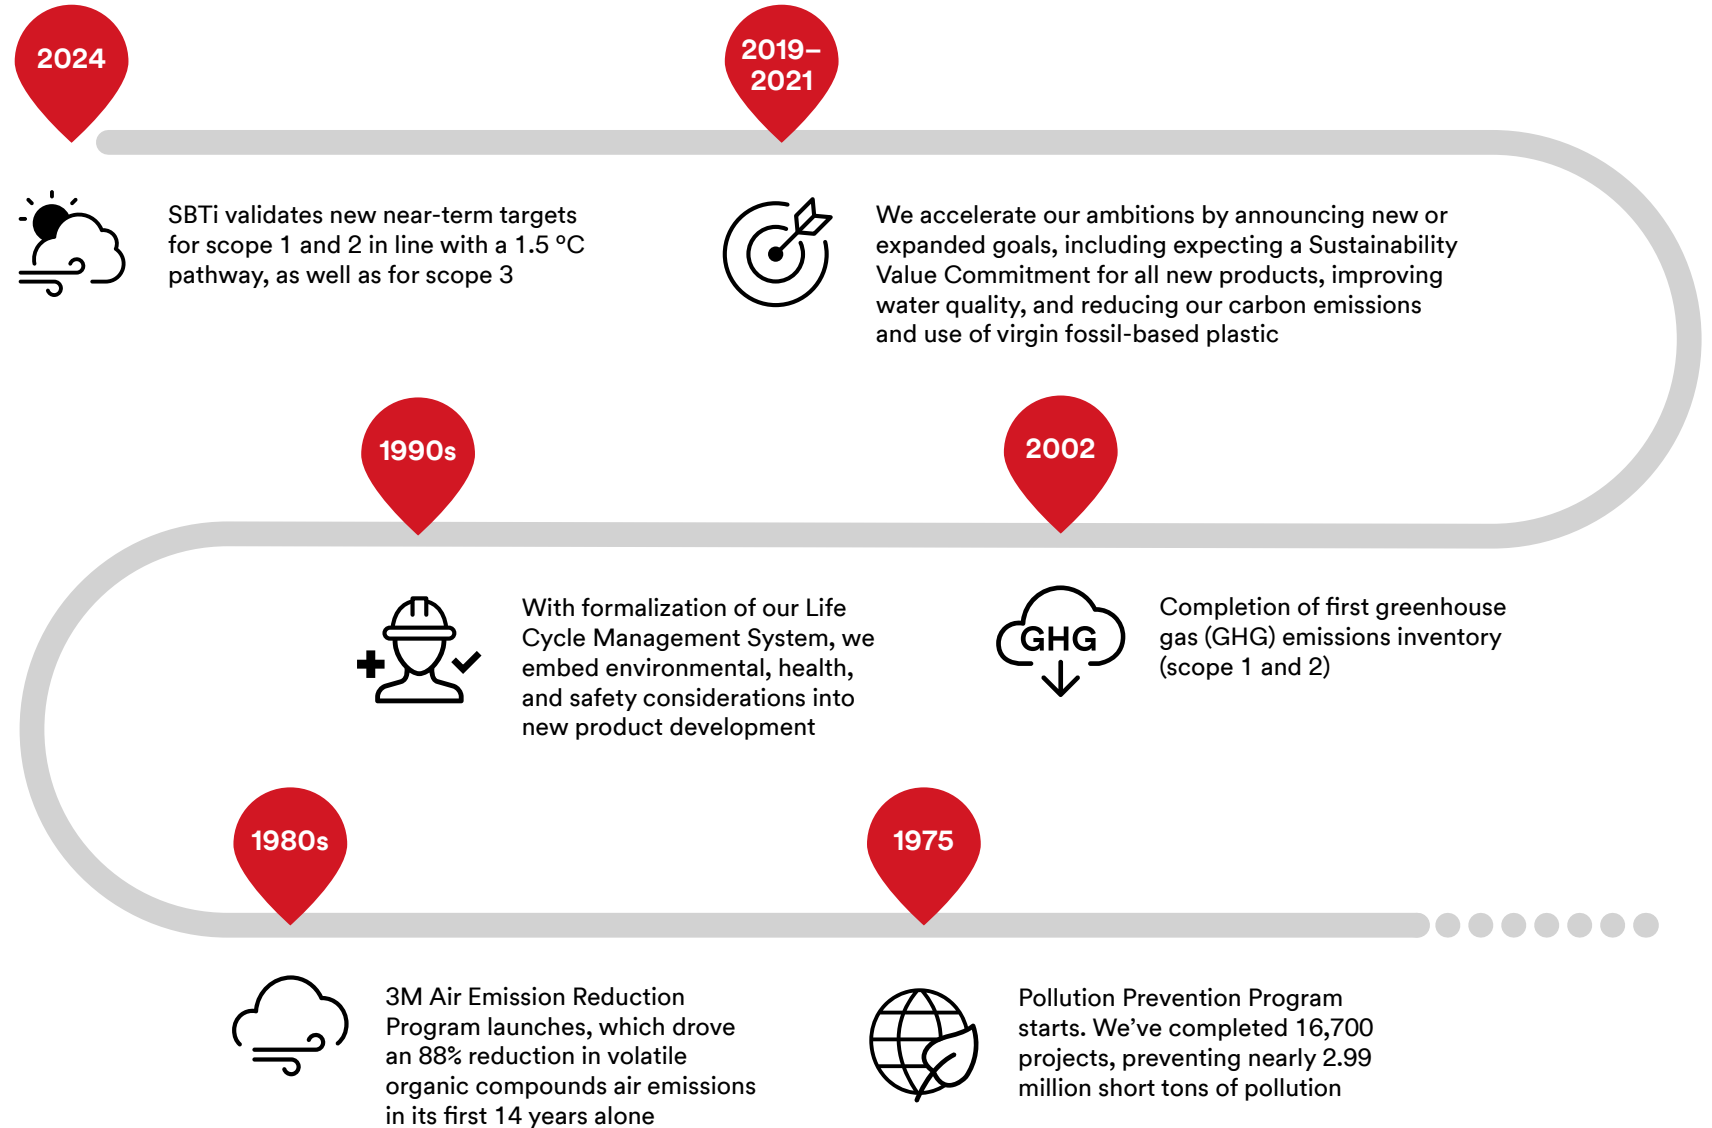 2024
SBTi validates new near-term targets
for scope 1 and 2 in line with a 1.5 ºC
pathway, as well as for scope 3
2019–
2021
We accelerate our ambitions by announcing new or
expanded goals, including expecting a Sustainability
Value Commitment for all new products, improving
water quality, and reducing our carbon emissions
and use of virgin fossil-based plastic
1990s
With formalization of our Life
Cycle Management System, we
embed environmental, health,
and safety considerations into
new product development
2002
GHG
Completion of first greenhouse
gas (GHG) emissions inventory
(scope 1 and 2)
1980s
3M Air Emission Reduction
Program launches, which drove
an 88% reduction in volatile
organic compounds air emissions
in its first 14 years alone
1975
Pollution Prevention Program
starts. We’ve completed 16,700
projects, preventing nearly 2.99
million short tons of pollution